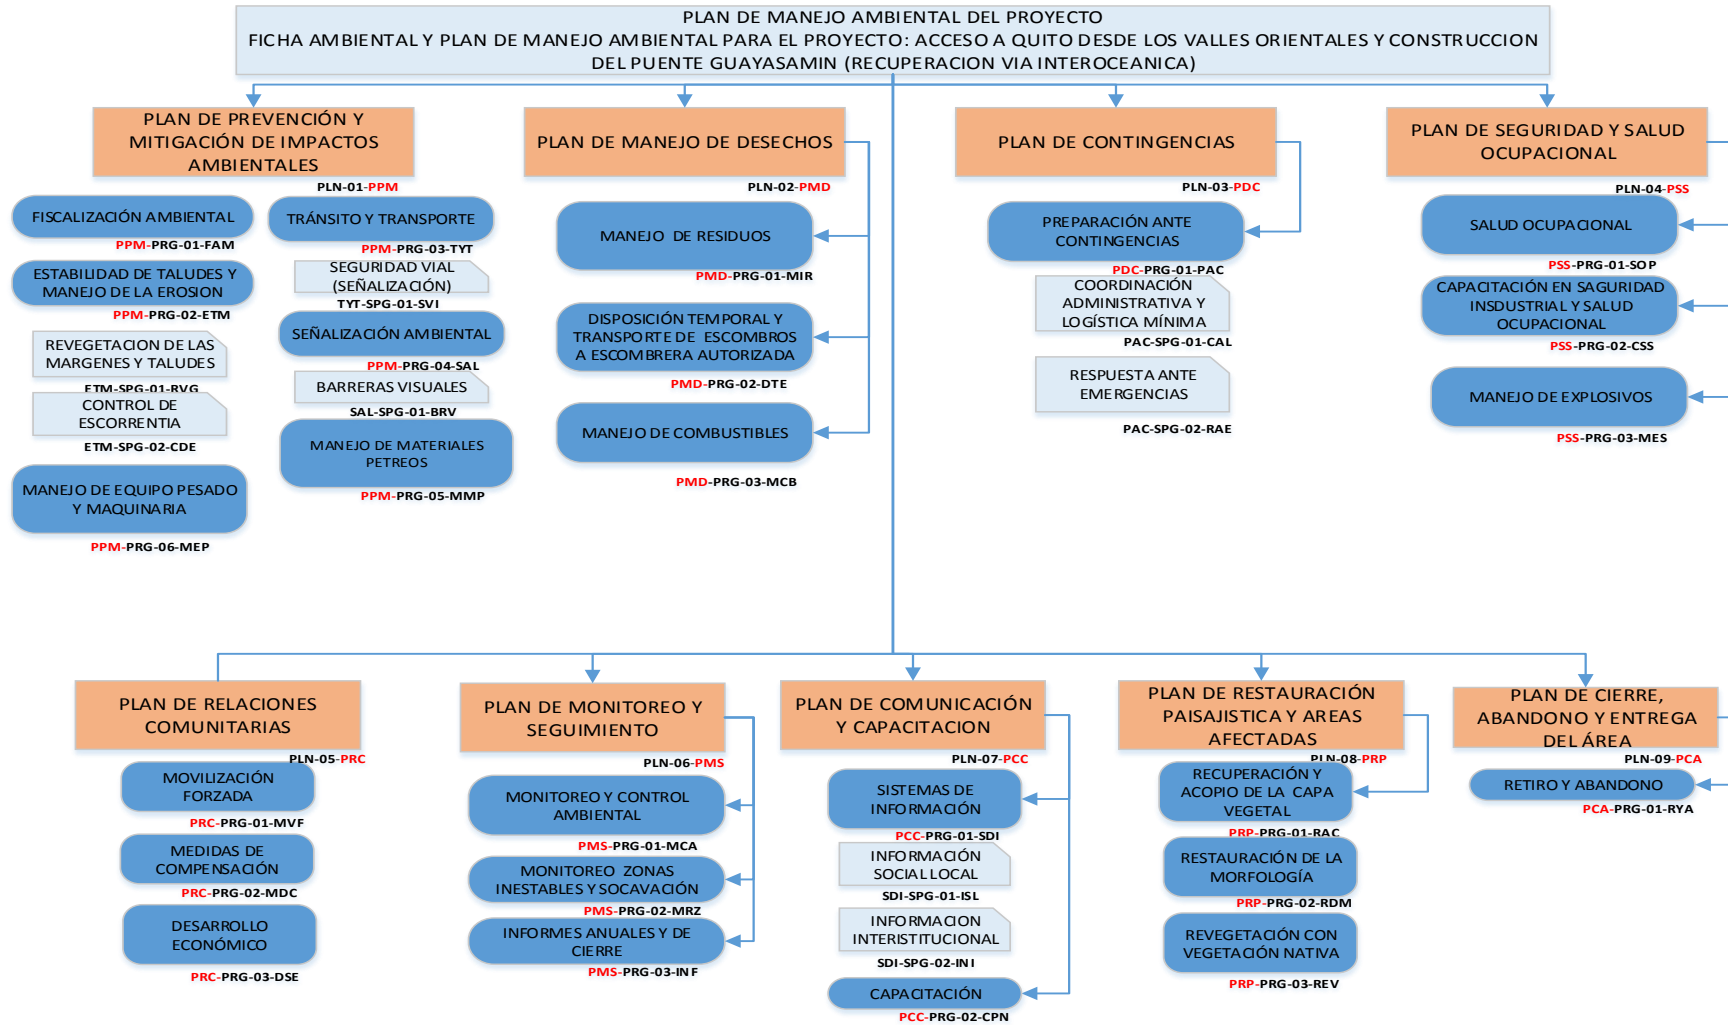 PLAN DE MANEJO AMBIENTAL DEL PROYECTO
FICHA AMBIENTAL Y PLAN DE MANEJO AMBIENTAL PARA EL PROYECTO: ACCESO A QUITO DESDE LOS VALLES ORIENTALES Y CONSTRUCCION
DEL PUENTE GUAYASAMIN (RECUPERACION VIA INTEROCEANICA)
PLAN DE PREVENCIÓN Y
MITIGACIÓN DE IMPACTOS
AMBIENTALES
PLN-01-PPM
FISCALIZACIÓN AMBIENTAL
PPM-PRG-01-FAM
ESTABILIDAD DE TALUDES Y
MANEJO DE LA EROSION
PPM-PRG-02-ETM
REVEGETACION DE LAS
MARGENES Y TALUDES
ETM-SPG-01-RVG
CONTROL DE
ESCORRENTIA
ETM-SPG-02-CDE
MANEJO DE EQUIPO PESADO
Y MAQUINARIA
PPM-PRG-06-MEP
TRÁNSITO Y TRANSPORTE
PPM-PRG-03-TYT
SEGURIDAD VIAL
(SEÑALIZACIÓN)
TYT-SPG-01-SVI
SEÑALIZACIÓN AMBIENTAL
PPM-PRG-04-SAL
BARRERAS VISUALES
SAL-SPG-01-BRV
MANEJO DE MATERIALES
PETREOS
PPM-PRG-05-MMP
PLAN DE MANEJO DE DESECHOS
PLN-02-PMD
MANEJO DE RESIDUOS
PMD-PRG-01-MIR
DISPOSICIÓN TEMPORAL Y
TRANSPORTE DE ESCOMBROS
A ESCOMBRERA AUTORIZADA
PMD-PRG-02-DTE
MANEJO DE COMBUSTIBLES
PMD-PRG-03-MCB
PLAN DE CONTINGENCIAS
PLN-03-PDC
PREPARACIÓN ANTE
CONTINGENCIAS
PDC-PRG-01-PAC
COORDINACIÓN
ADMINISTRATIVA Y
LOGÍSTICA MÍNIMA
PAC-SPG-01-CAL
RESPUESTA ANTE
EMERGENCIAS
PAC-SPG-02-RAE
PLAN DE SEGURIDAD Y SALUD
OCUPACIONAL
PLN-04-PSS
SALUD OCUPACIONAL
PSS-PRG-01-SOP
CAPACITACIÓN EN SAGURIDAD
INSDUSTRIAL Y SALUD
OCUPACIONAL
PSS-PRG-02-CSS
MANEJO DE EXPLOSIVOS
PSS-PRG-03-MES
PLAN DE RELACIONES
COMUNITARIAS
PLN-05-PRC
MOVILIZACIÓN
FORZADA
PRC-PRG-01-MVF
MEDIDAS DE
COMPENSACIÓN
PRC-PRG-02-MDC
DESARROLLO
ECONÓMICO
PRC-PRG-03-DSE
PLAN DE MONITOREO Y
SEGUIMIENTO
PLN-06-PMS
MONITOREO Y CONTROL
AMBIENTAL
PMS-PRG-01-MCA
MONITOREO ZONAS
INESTABLES Y SOCAVACIÓN
PMS-PRG-02-MRZ
INFORMES ANUALES Y DE
CIERRE
PMS-PRG-03-INF
PLAN DE COMUNICACIÓN
Y CAPACITACION
PLN-07-PCC
SISTEMAS DE
INFORMACIÓN
PCC-PRG-01-SDI
INFORMACIÓN
SOCIAL LOCAL
SDI-SPG-01-ISL
INFORMACION
INTERISTITUCIONAL
SDI-SPG-02-INI
CAPACITACIÓN
PCC-PRG-02-CPN
PLAN DE RESTAURACIÓN
PAISAJISTICA Y AREAS
AFECTADAS
PLN-08-PRP
RECUPERACIÓN Y
ACOPIO DE LA CAPA
VEGETAL
PRP-PRG-01-RAC
RESTAURACIÓN DE LA
MORFOLOGÍA
PRP-PRG-02-RDM
REVEGETACIÓN CON
VEGETACIÓN NATIVA
PRP-PRG-03-REV
PLAN DE CIERRE,
ABANDONO Y ENTREGA
DEL ÁREA
PLN-09-PCA
RETIRO Y ABANDONO
PCA-PRG-01-RYA